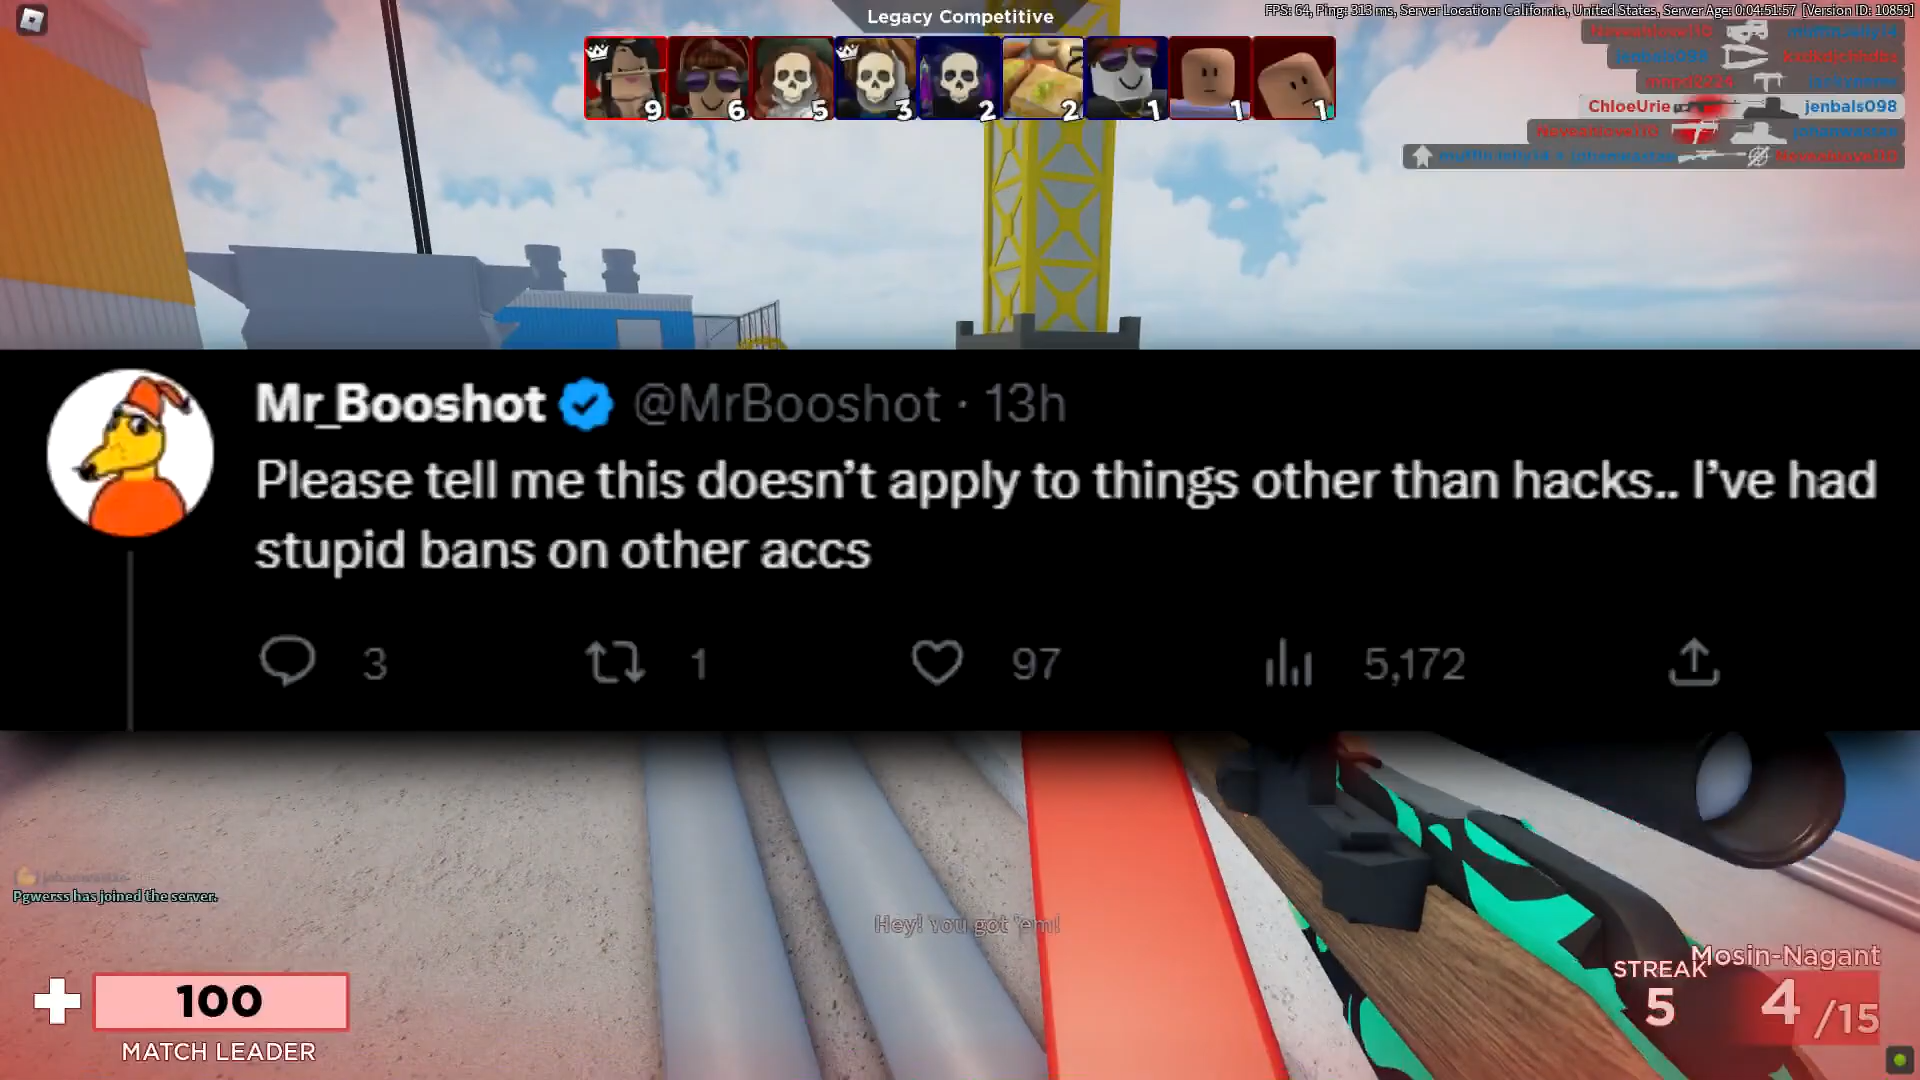 Legacy Competitive
FPS: 64, Ping: 313 ms, Server Location: California, United States, Server Age: 0:04:51:57 [Version ID: 10859]
9 6 5 3 2 2 1 1 1
jenbals098
ChloeUrie jenbals098
Mr_Booshot @MrBooshot · 13h
Please tell me this doesn’t apply to things other than hacks.. I’ve had
stupid bans on other accs
3 1 97 5,172
Pgwerss has joined the server.
Hey! You got 'em!
Mosin-Nagant
STREAK
5 4 /15
100
MATCH LEADER